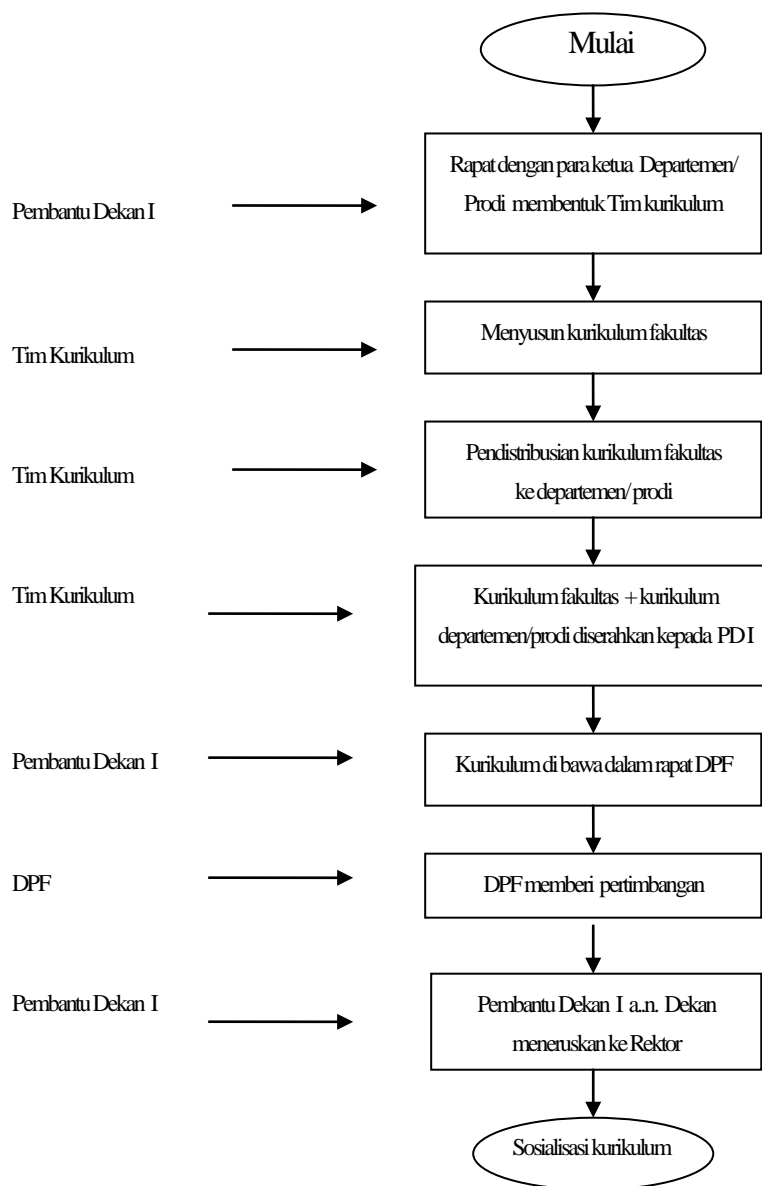 Mulai
Rapat dengan para ketua Departemen/
Prodi membentuk Tim kurikulum
Pembantu Dekan I
Menyusun kurikulum fakultas
Tim Kurikulum
Pendistribusian kurikulum fakultas
ke departemen/ prodi
Tim Kurikulum
Tim Kurikulum
Kurikulum fakultas + kurikulum
departemen/prodi diserahkan kepada PD I
Pembantu Dekan I
Kurikulum di bawa dalam rapat DPF
DPF
DPF memberi pertimbangan
Pembantu Dekan I
Pembantu Dekan I a..n. Dekan
meneruskan ke Rektor
Sosialisasi kurikulum